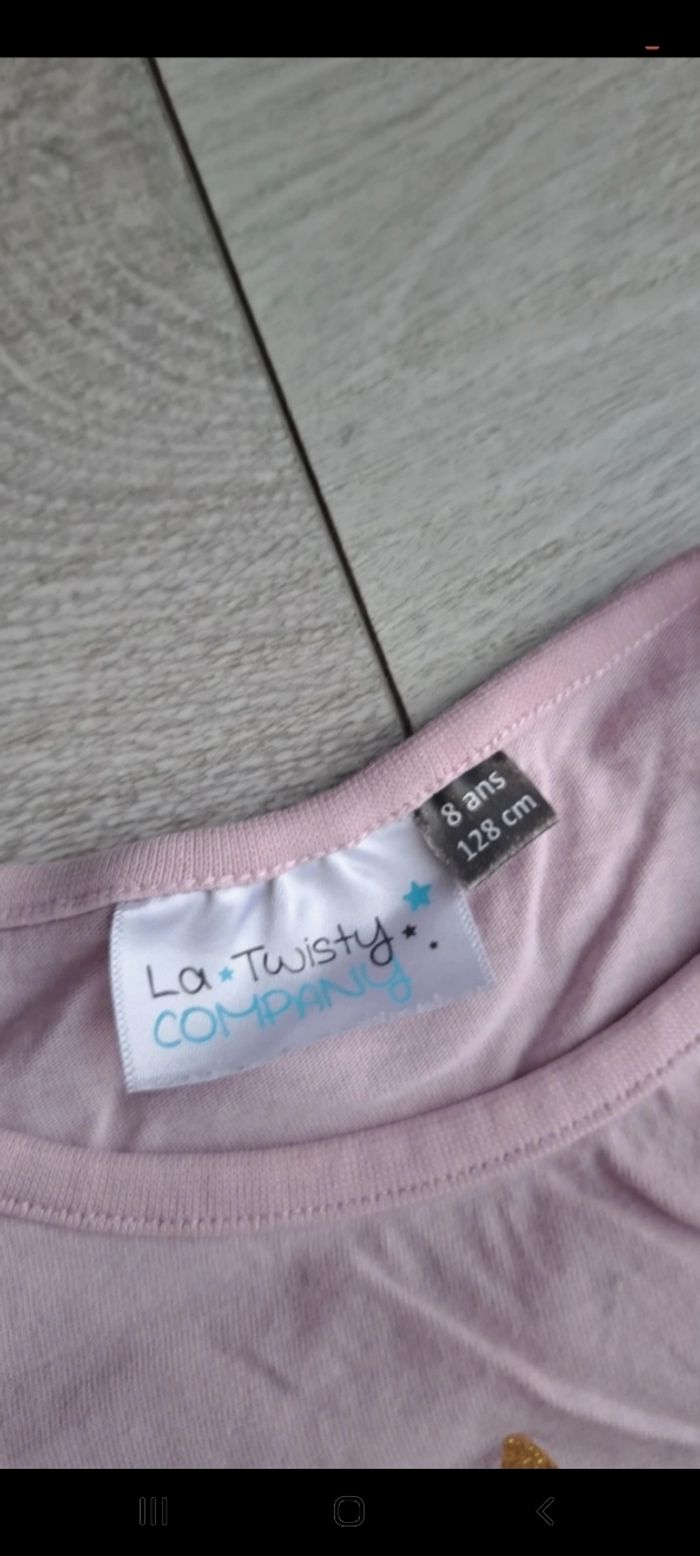 8 ans
128 cm
La Twisty
COMPANY